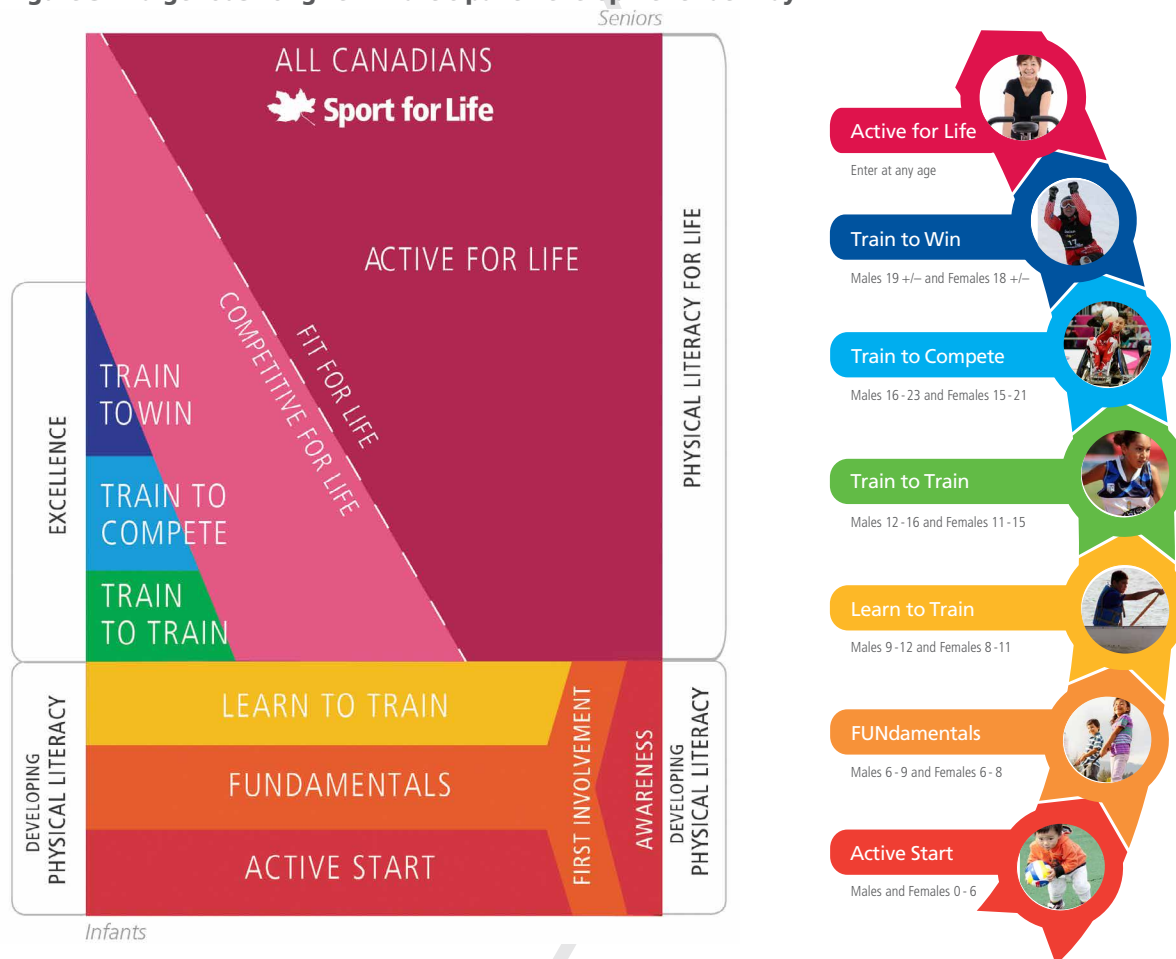 Seniors
ALL CANADIANS
Sport for Life
ACTIVE FOR LIFE
FIT FOR LIFE
COMPETITIVE FOR LIFE
PHYSICAL LITERACY FOR LIFE
EXCELLENCE
TRAIN
TO WIN
TRAIN TO
COMPETE
TRAIN
TO TRAIN
DEVELOPING
PHYSICAL LITERACY
LEARN TO TRAIN
FUNDAMENTALS
ACTIVE START
FIRST INVOLVEMENT
AWARENESS
DEVELOPING
PHYSICAL LITERACY
Infants
Active for Life
Enter at any age
Train to Win
Males 19 +/– and Females 18 +/–
Train to Compete
Males 16-23 and Females 15-21
Train to Train
Males 12-16 and Females 11-15
Learn to Train
Males 9-12 and Females 8-11
FUNdamentals
Males 6-9 and Females 6-8
Active Start
Males and Females 0-6